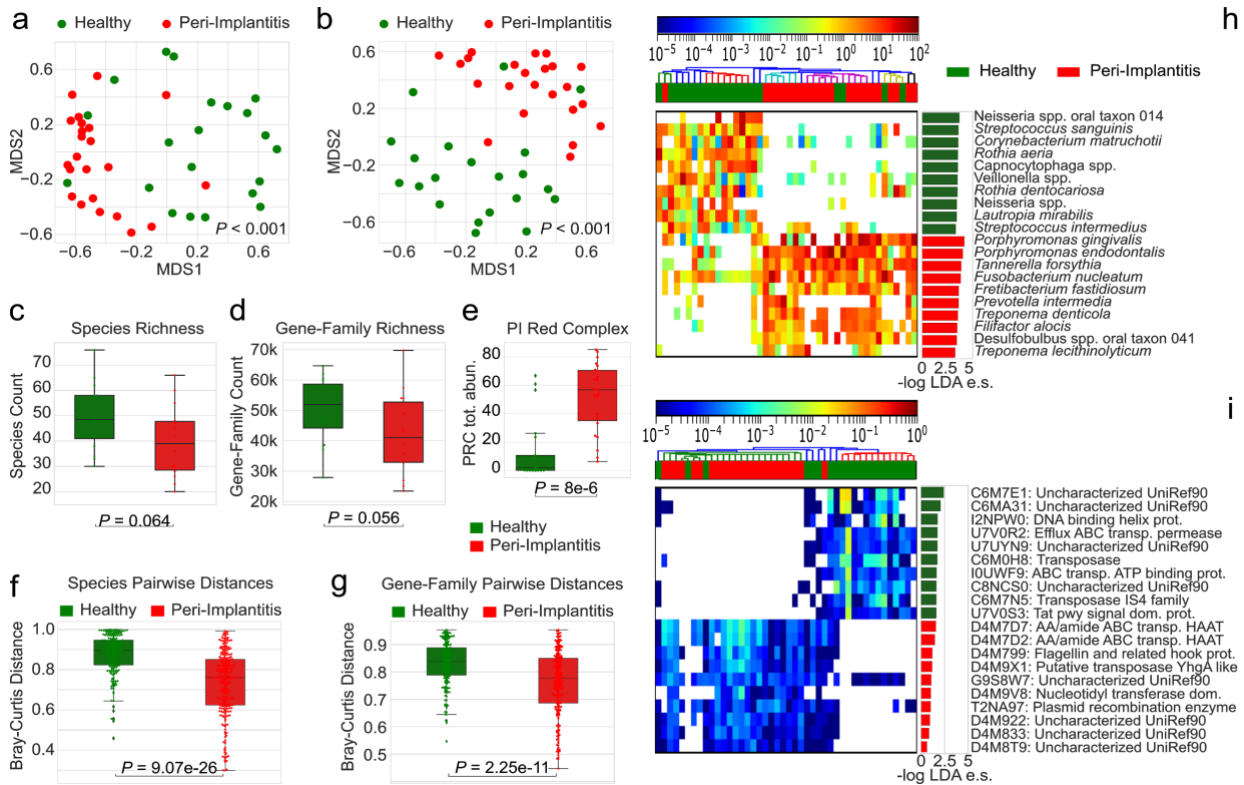 a
Healthy
Peri-Implantitis
0.6
0.2
−0.2
−0.6
MDS2
−0.6
−0.2
0.2
0.6
MDS1
P < 0.001
b
Healthy
Peri-Implantitis
0.6
0.4
0.2
0.0
−0.2
−0.4
−0.6
MDS2
−0.6
−0.2
0.2
0.6
MDS1
P < 0.001
c
Species Richness
Species Count
70
60
50
40
30
20
P = 0.064
d
Gene-Family Richness
Gene-Family Count
70k
60k
50k
40k
30k
20k
P = 0.056
e
PI Red Complex
PRC tot. abun.
80
60
40
20
0
P = 8e-6
Healthy
Peri-Implantitis
f
Species Pairwise Distances
Healthy
Peri-Implantitis
Bray-Curtis Distance
1.0
0.9
0.8
0.6
0.4
P = 9.07e-26
g
Gene-Family Pairwise Distances
Healthy
Peri-Implantitis
Bray-Curtis Distance
0.9
0.8
0.7
0.6
0.5
P = 2.25e-11
h
10⁻⁵ 10⁻⁴ 10⁻³ 10⁻² 10⁻¹ 10⁰ 10¹ 10²
Healthy
Peri-Implantitis
Neisseria spp. oral taxon 014
Streptococcus sanguinis
Corynebacterium matruchotii
Rothia aeria
Capnocytophaga spp.
Veillonella spp.
Rothia dentocariosa
Neisseria spp.
Lautropia mirabilis
Streptococcus intermedius
Porphyromonas gingivalis
Porphyromonas endodontalis
Tannerella forsythia
Fusobacterium nucleatum
Fretibacterium fastidiosum
Prevotella intermedia
Treponema denticola
Filifactor alocis
Desulfobulbus spp. oral taxon 041
Treponema lecithinolyticum
0 2.5 5
-log LDA e.s.
i
10⁻⁵ 10⁻⁴ 10⁻³ 10⁻² 10⁻¹ 10⁰
C6M7E1: Uncharacterized UniRef90
C6MA31: Uncharacterized UniRef90
I2NPW0: DNA binding helix prot.
U7V0R2: Efflux ABC transp. permease
U7UYN9: Uncharacterized UniRef90
C6M0H8: Transposase
I0UWF9: ABC transp. ATP binding prot.
C8NCS0: Uncharacterized UniRef90
C6M7N5: Transposase IS4 family
U7V0S3: Tat pwy signal dom. prot.
D4M7D7: AA/amide ABC transp. HAAT
D4M7D2: AA/amide ABC transp. HAAT
D4M799: Flagellin and related hook prot.
D4M9X1: Putative transposase YhgA like
G9S8W7: Uncharacterized UniRef90
D4M9V8: Nucleotidyl transferase dom.
T2NA97: Plasmid recombination enzyme
D4M922: Uncharacterized UniRef90
D4M833: Uncharacterized UniRef90
D4M8T9: Uncharacterized UniRef90
0 2.5 5
-log LDA e.s.